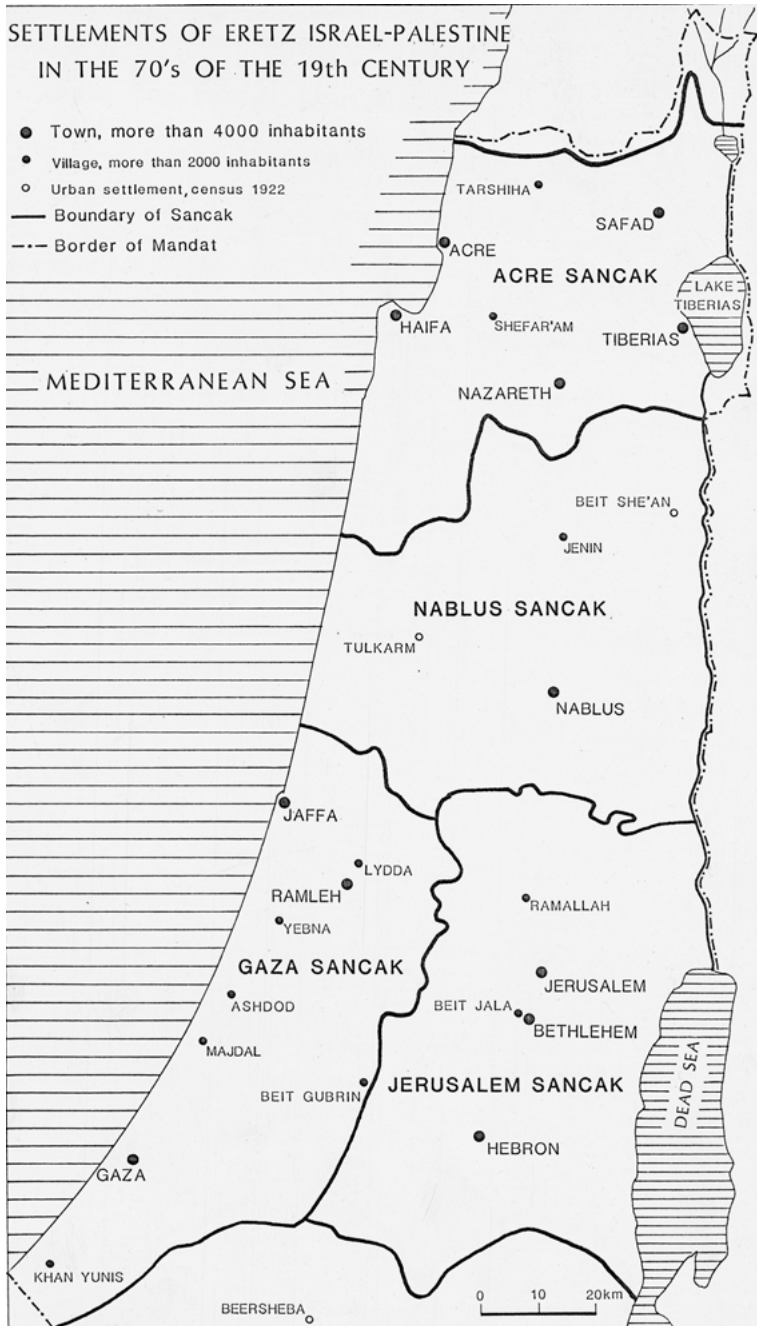 SETTLEMENTS OF ERETZ ISRAEL-PALESTINE
IN THE 70's OF THE 19th CENTURY
Town, more than 4000 inhabitants
Village, more than 2000 inhabitants
Urban settlement, census 1922
Boundary of Sancak
Border of Mandat
TARSHIHA
SAFAD
ACRE
ACRE SANCAK
LAKE
TIBERIAS
HAIFA
SHEFAR'AM
TIBERIAS
MEDITERRANEAN SEA
NAZARETH
BEIT SHE'AN
JENIN
NABLUS SANCAK
TULKARM
NABLUS
JAFFA
LYDDA
RAMLEH
RAMALLAH
YEBNA
GAZA SANCAK
JERUSALEM
ASHDOD
BEIT JALA
BETHLEHEM
MAJDAL
DEAD SEA
BEIT GUBRIN
JERUSALEM SANCAK
HEBRON
GAZA
KHAN YUNIS
BEERSHEBA
0 10 20km